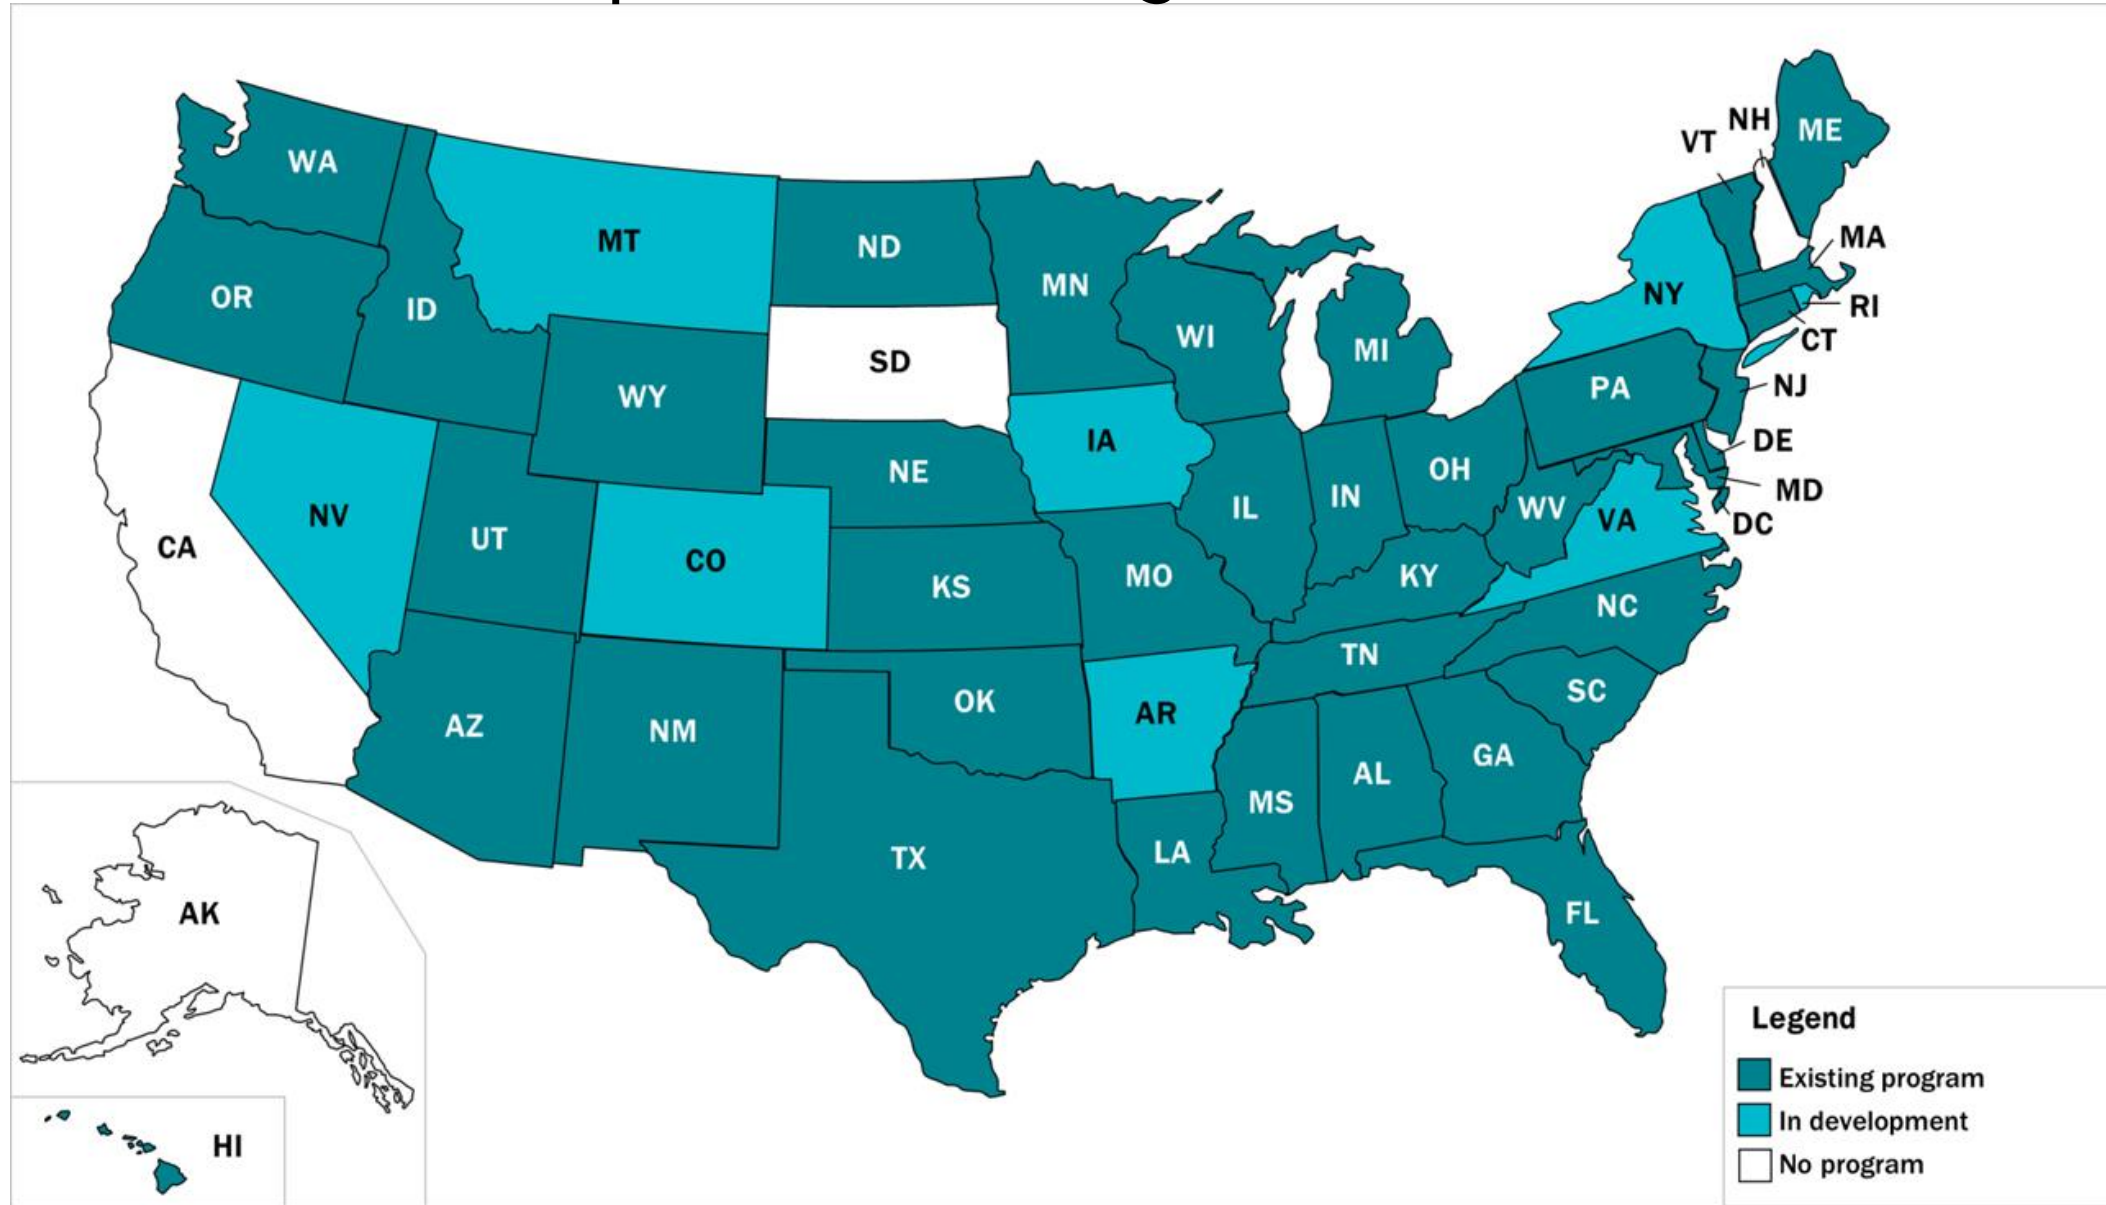 NH
ME
VT
WA
MA
MT
ND
MN
OR
ID
NY
RI
WI
CT
MI
SD
NJ
PA
WY
DE
IA
NE
OH
MD
IN
WV
IL
VA
DC
NV
UT
CA
CO
MO
KY
KS
NC
TN
SC
OK
AR
AZ
NM
GA
AL
MS
LA
TX
AK
FL
HI
Legend
Existing program
In development
No program